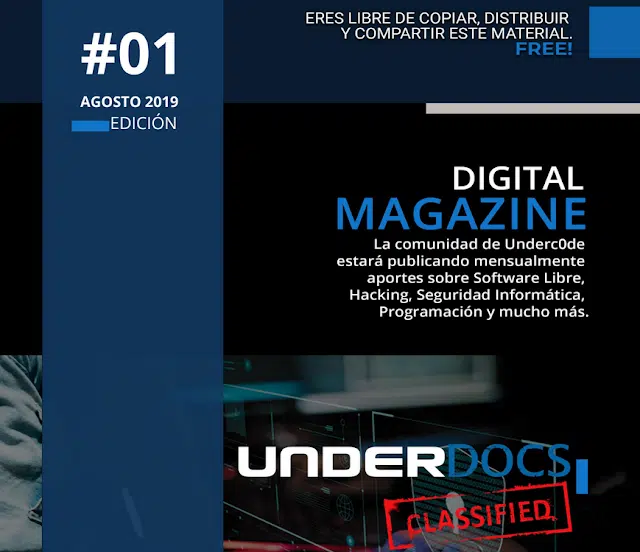 #01
AGOSTO 2019
EDICIÓN
ERES LIBRE DE COPIAR, DISTRIBUIR
Y COMPARTIR ESTE MATERIAL.
FREE!
DIGITAL
MAGAZINE
La comunidad de Underc0de
estará publicando mensualmente
aportes sobre Software Libre,
Hacking, Seguridad Informática,
Programación y mucho más.
UNDERDOCS
CLASSIFIED